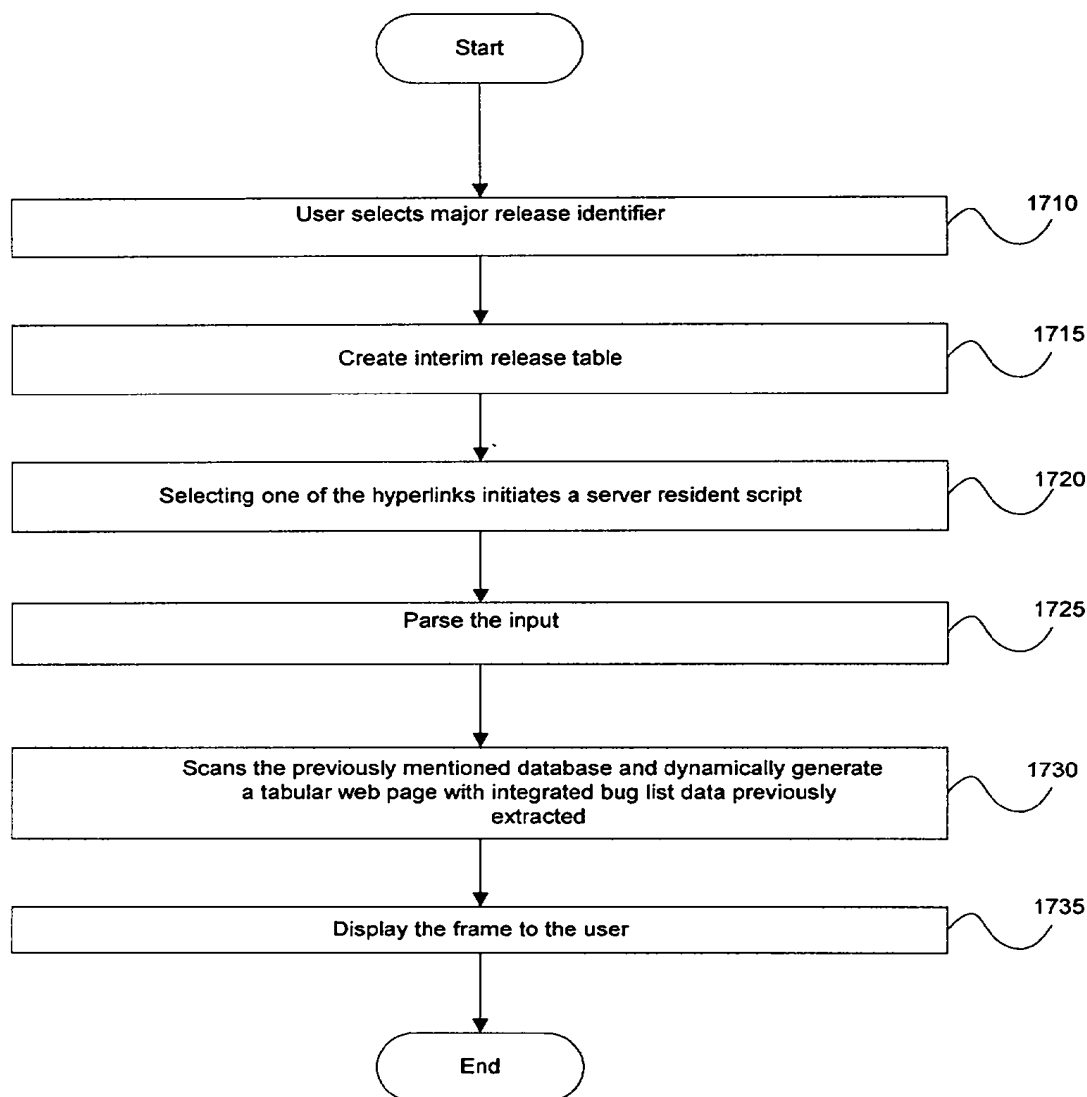 Start
User selects major release identifier
1710
Create interim release table
1715
Selecting one of the hyperlinks initiates a server resident script
1720
Parse the input
1725
Scans the previously mentioned database and dynamically generate
a tabular web page with integrated bug list data previously
extracted
1730
Display the frame to the user
1735
End